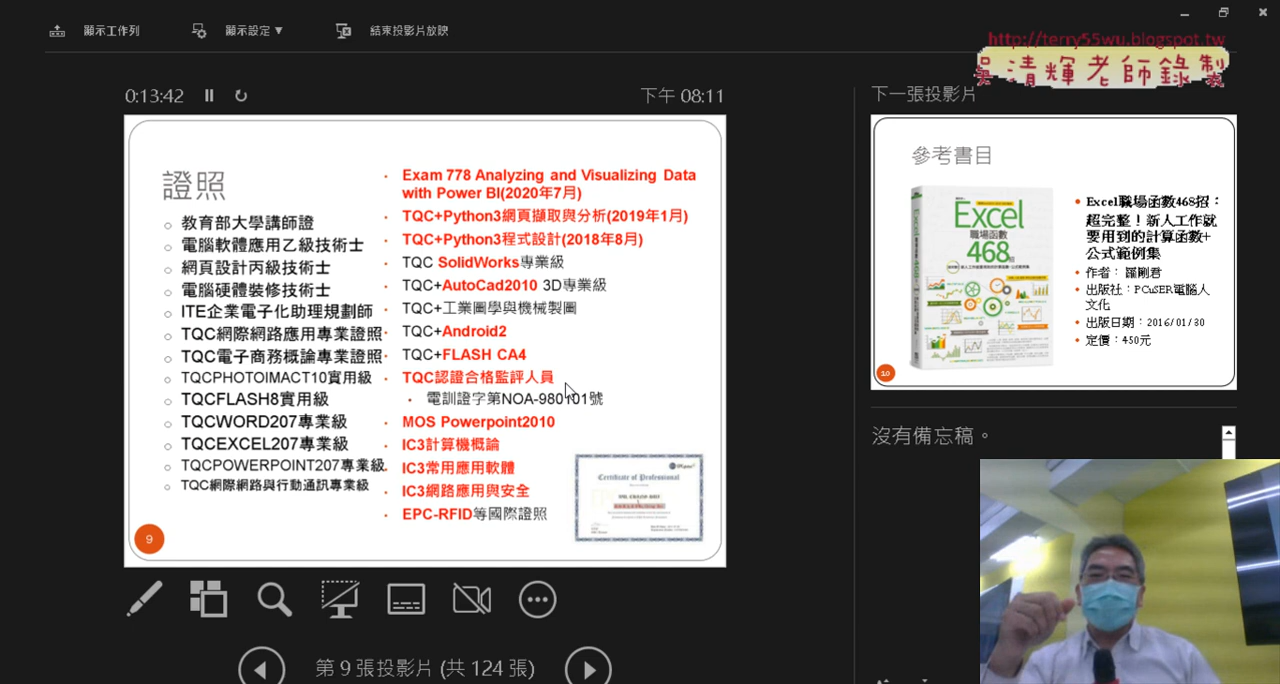 顯示工作列
顯示設定 ▼
結束投影片放映
http://terry55wu.blogspot.tw
吳清輝老師錄製
0:13:42
下午 08:11
證照
教育部大學講師證
電腦軟體應用乙級技術士
網頁設計丙級技術士
電腦硬體裝修技術士
ITE企業電子化助理規劃師
TQC網際網路應用專業證照
TQC電子商務概論專業證照
TQCPHOTOIMACT10實用級
TQCFLASH8實用級
TQCWORD207專業級
TQCEXCEL207專業級
TQCPOWERPOINT207專業級
TQC網際網路與行動通訊專業級
Exam 778 Analyzing and Visualizing Data
with Power BI(2020年7月)
TQC+Python3網頁擷取與分析(2019年1月)
TQC+Python3程式設計(2018年8月)
TQC SolidWorks專業級
TQC+AutoCad2010 3D專業級
TQC+工業圖學與機械製圖
TQC+Android2
TQC+FLASH CA4
TQC認證合格監評人員
MOS Powerpoint2010
IC3計算機概論
IC3常用應用軟體
IC3網路應用與安全
EPC-RFID等國際證照
Certificate of Professional
9
第 9 張投影片 (共 124 張)
下一張投影片
參考書目
Excel
職場函數
468招
Excel職場函數468招：
超完整！新人工作就
要用到的計算函數+
公式範例集
作者：羅剛君
出版社：PCuSER電腦人
文化
出版日期：2016/01/30
定價：450元
10
沒有備忘稿。